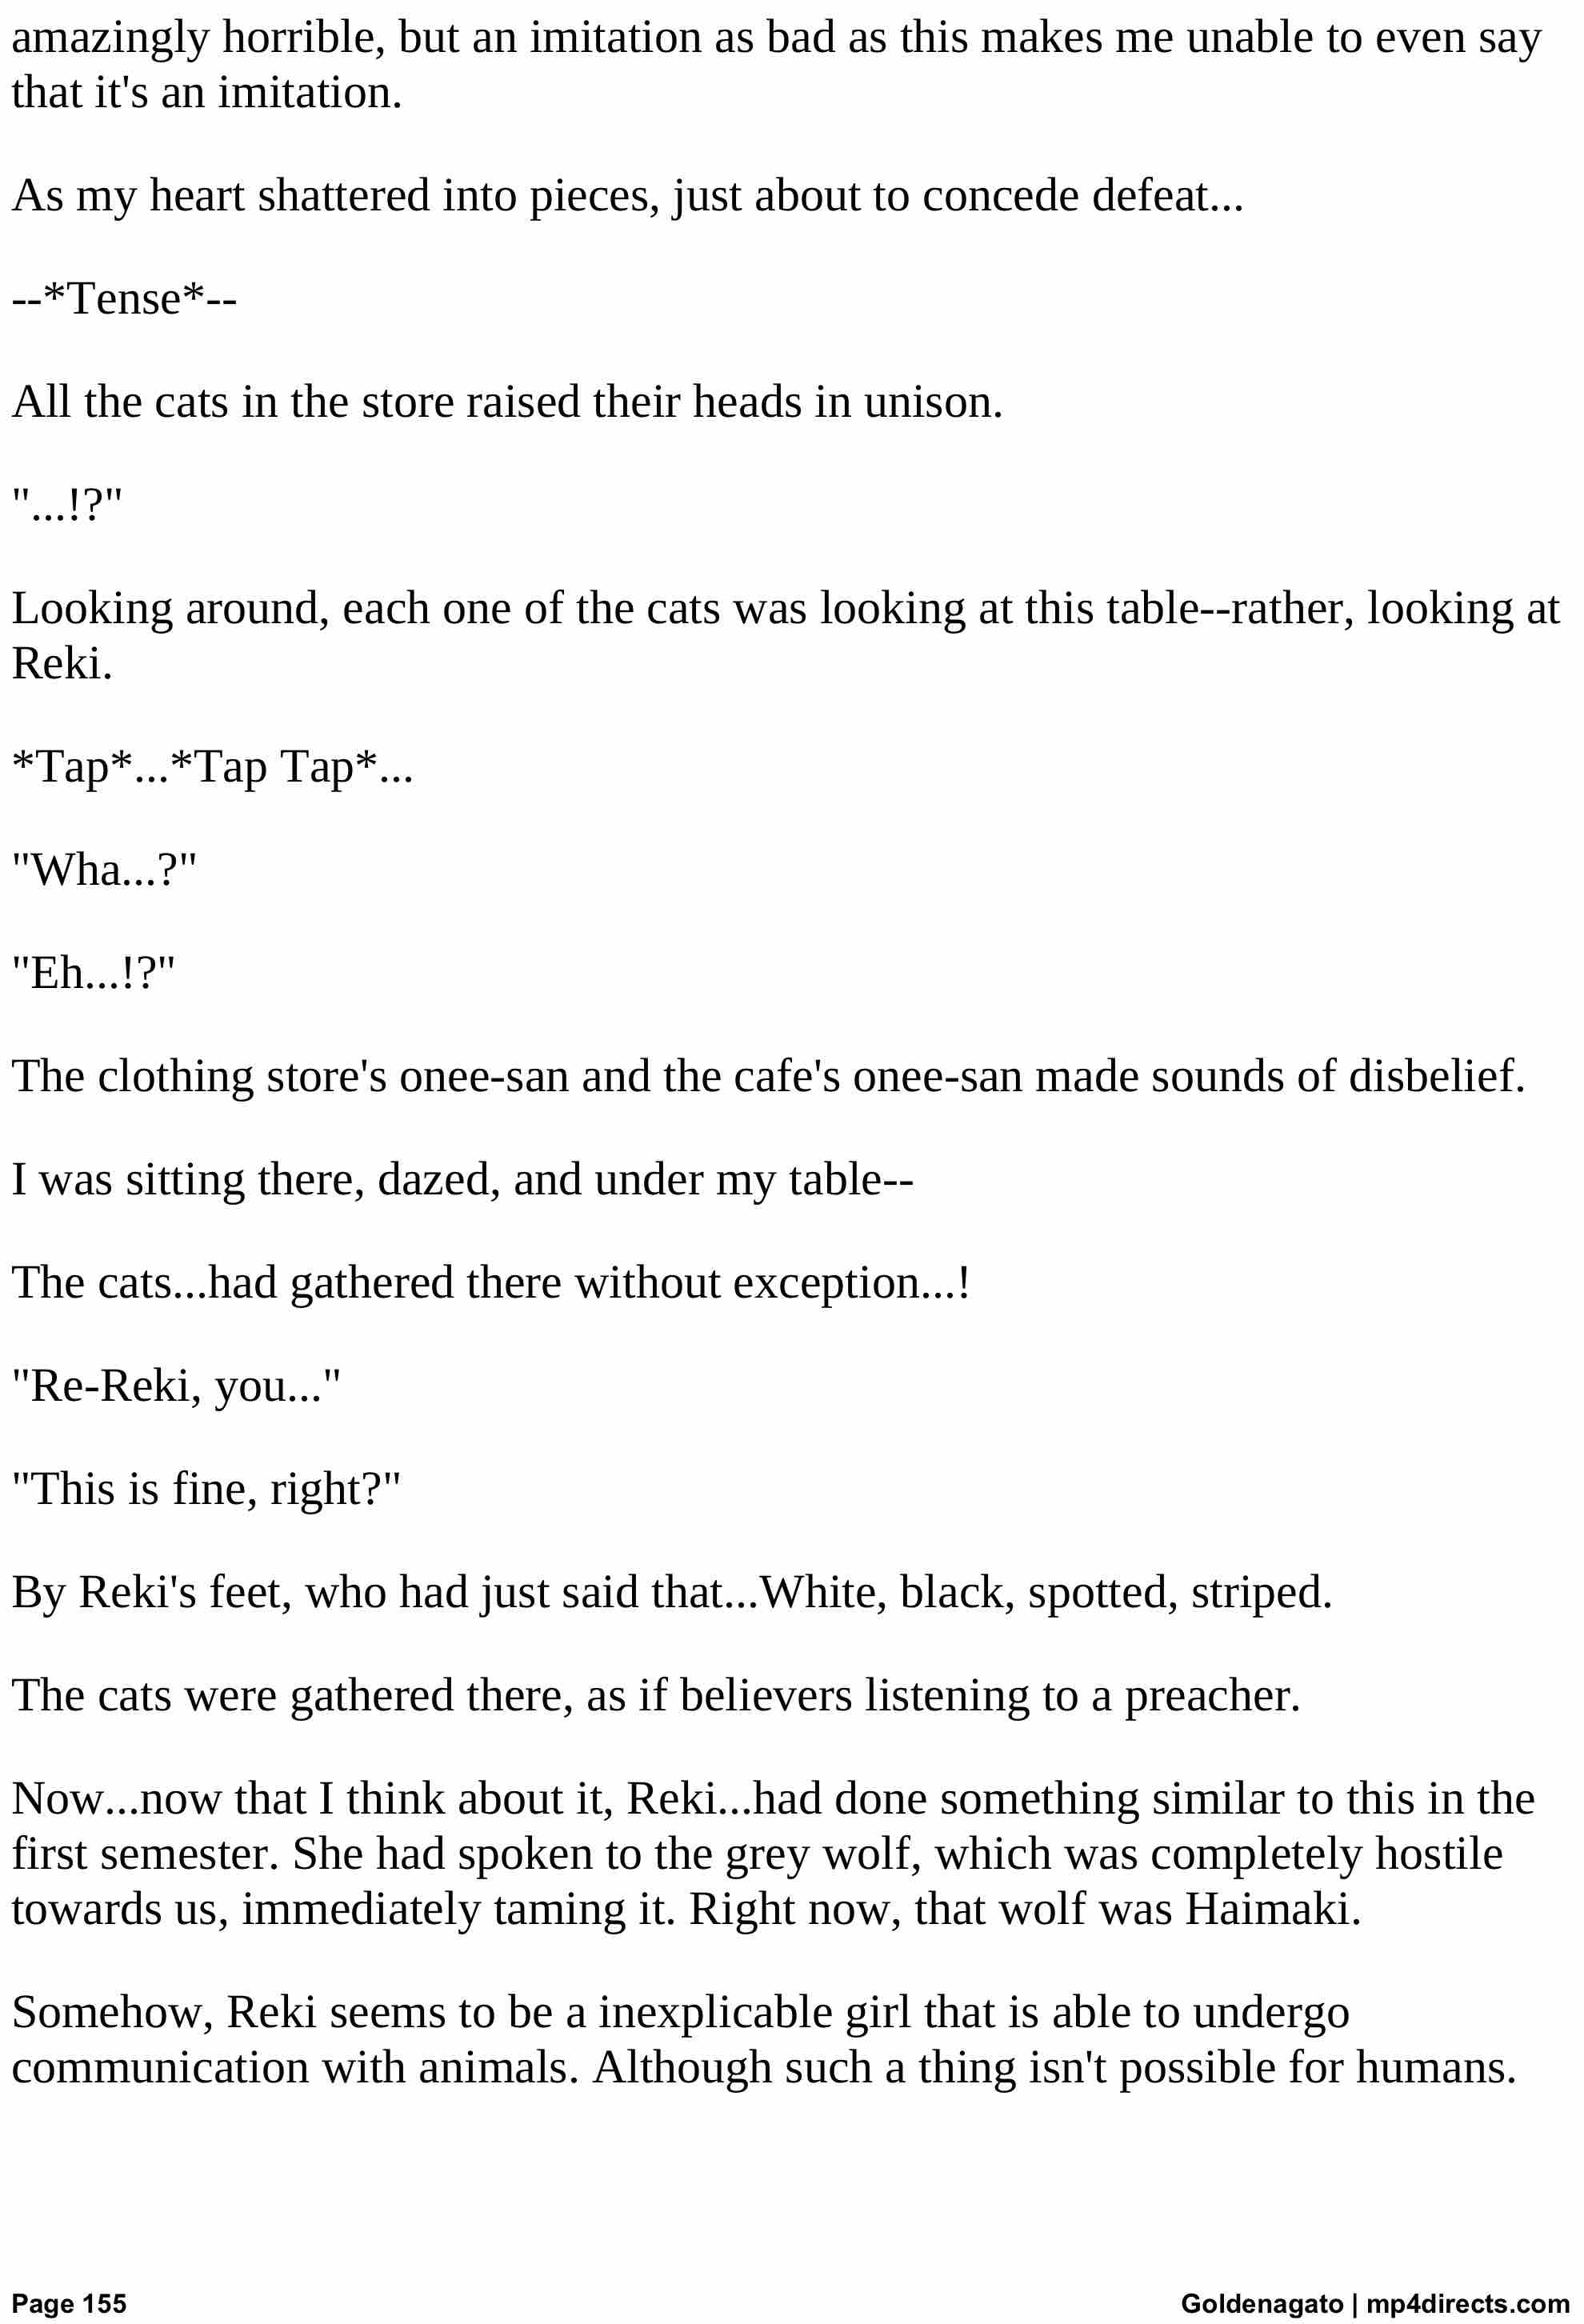 amazingly horrible, but an imitation as bad as this makes me unable to even say
that it's an imitation.
As my heart shattered into pieces, just about to concede defeat...
--*Tense*--
All the cats in the store raised their heads in unison.
"...!?"
Looking around, each one of the cats was looking at this table--rather, looking at
Reki.
*Tap*...*Tap Tap*...
"Wha...?"
"Eh...!?"
The clothing store's onee-san and the cafe's onee-san made sounds of disbelief.
I was sitting there, dazed, and under my table--
The cats...had gathered there without exception...!
"Re-Reki, you..."
"This is fine, right?"
By Reki's feet, who had just said that...White, black, spotted, striped.
The cats were gathered there, as if believers listening to a preacher.
Now...now that I think about it, Reki...had done something similar to this in the
first semester. She had spoken to the grey wolf, which was completely hostile
towards us, immediately taming it. Right now, that wolf was Haimaki.
Somehow, Reki seems to be a inexplicable girl that is able to undergo
communication with animals. Although such a thing isn't possible for humans.
Page 155 Goldenagato | mp4directs.com